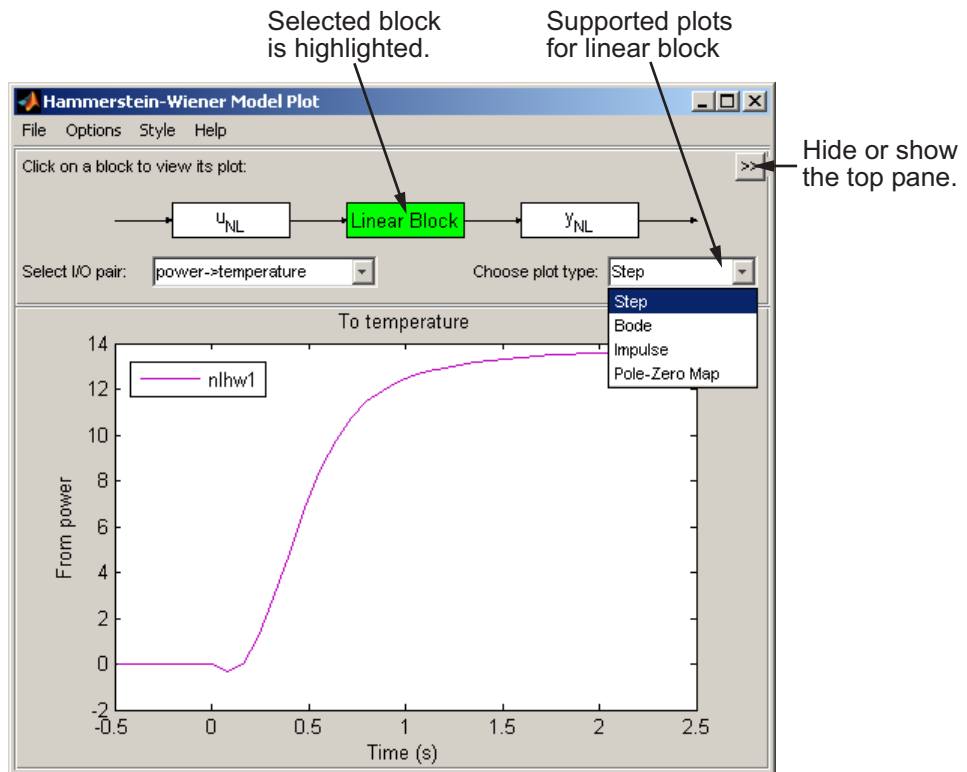 Selected block
is highlighted.
Supported plots
for linear block
Hammerstein-Wiener Model Plot
File Options Style Help
Click on a block to view its plot:
>>
Hide or show
the top pane.
uNL
Linear Block
yNL
Select I/O pair: power->temperature
Choose plot type: Step
Step
Bode
Impulse
Pole-Zero Map
To temperature
nlhw1
14
12
10
8
6
4
2
0
-2
From power
-0.5 0 0.5 1 1.5 2 2.5
Time (s)